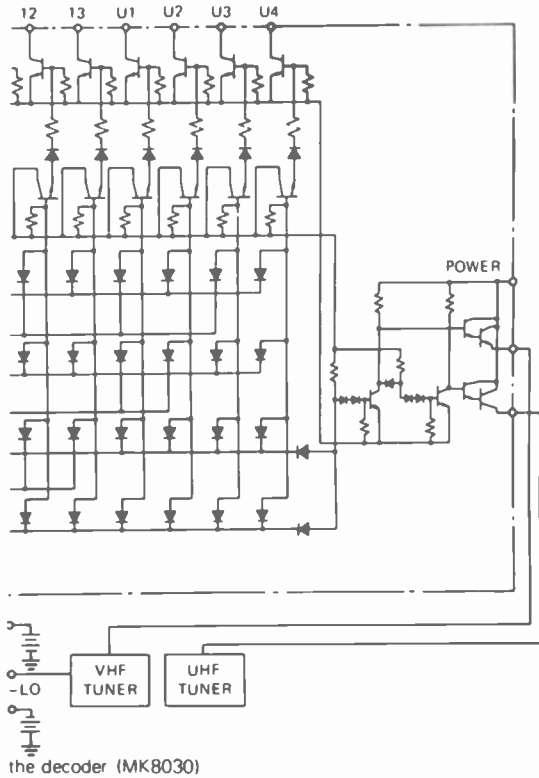 12 13 U1 U2 U3 U4
POWER
VHF
TUNER
UHF
TUNER
-LO
the decoder (MK8030)